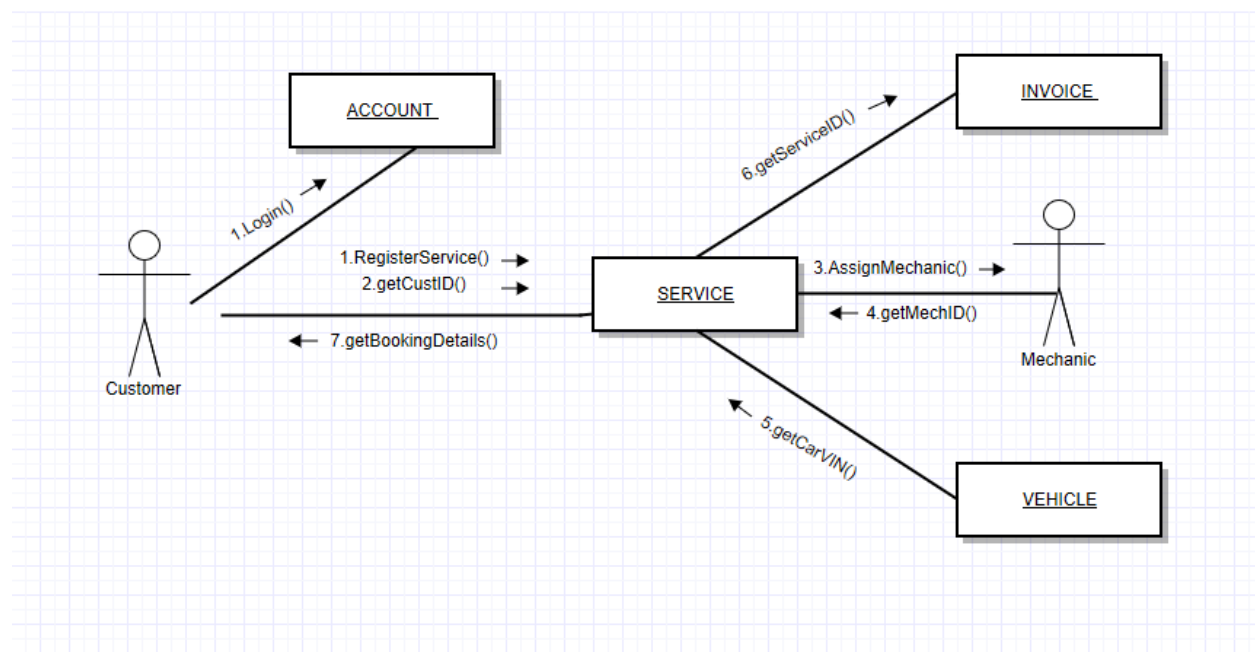 ACCOUNT
INVOICE
6.getServiceID()
1.Login()
1.RegisterService()
2.getCustID()
7.getBookingDetails()
SERVICE
3.AssignMechanic()
4.getMechID()
Customer
Mechanic
5.getCarVIN()
VEHICLE